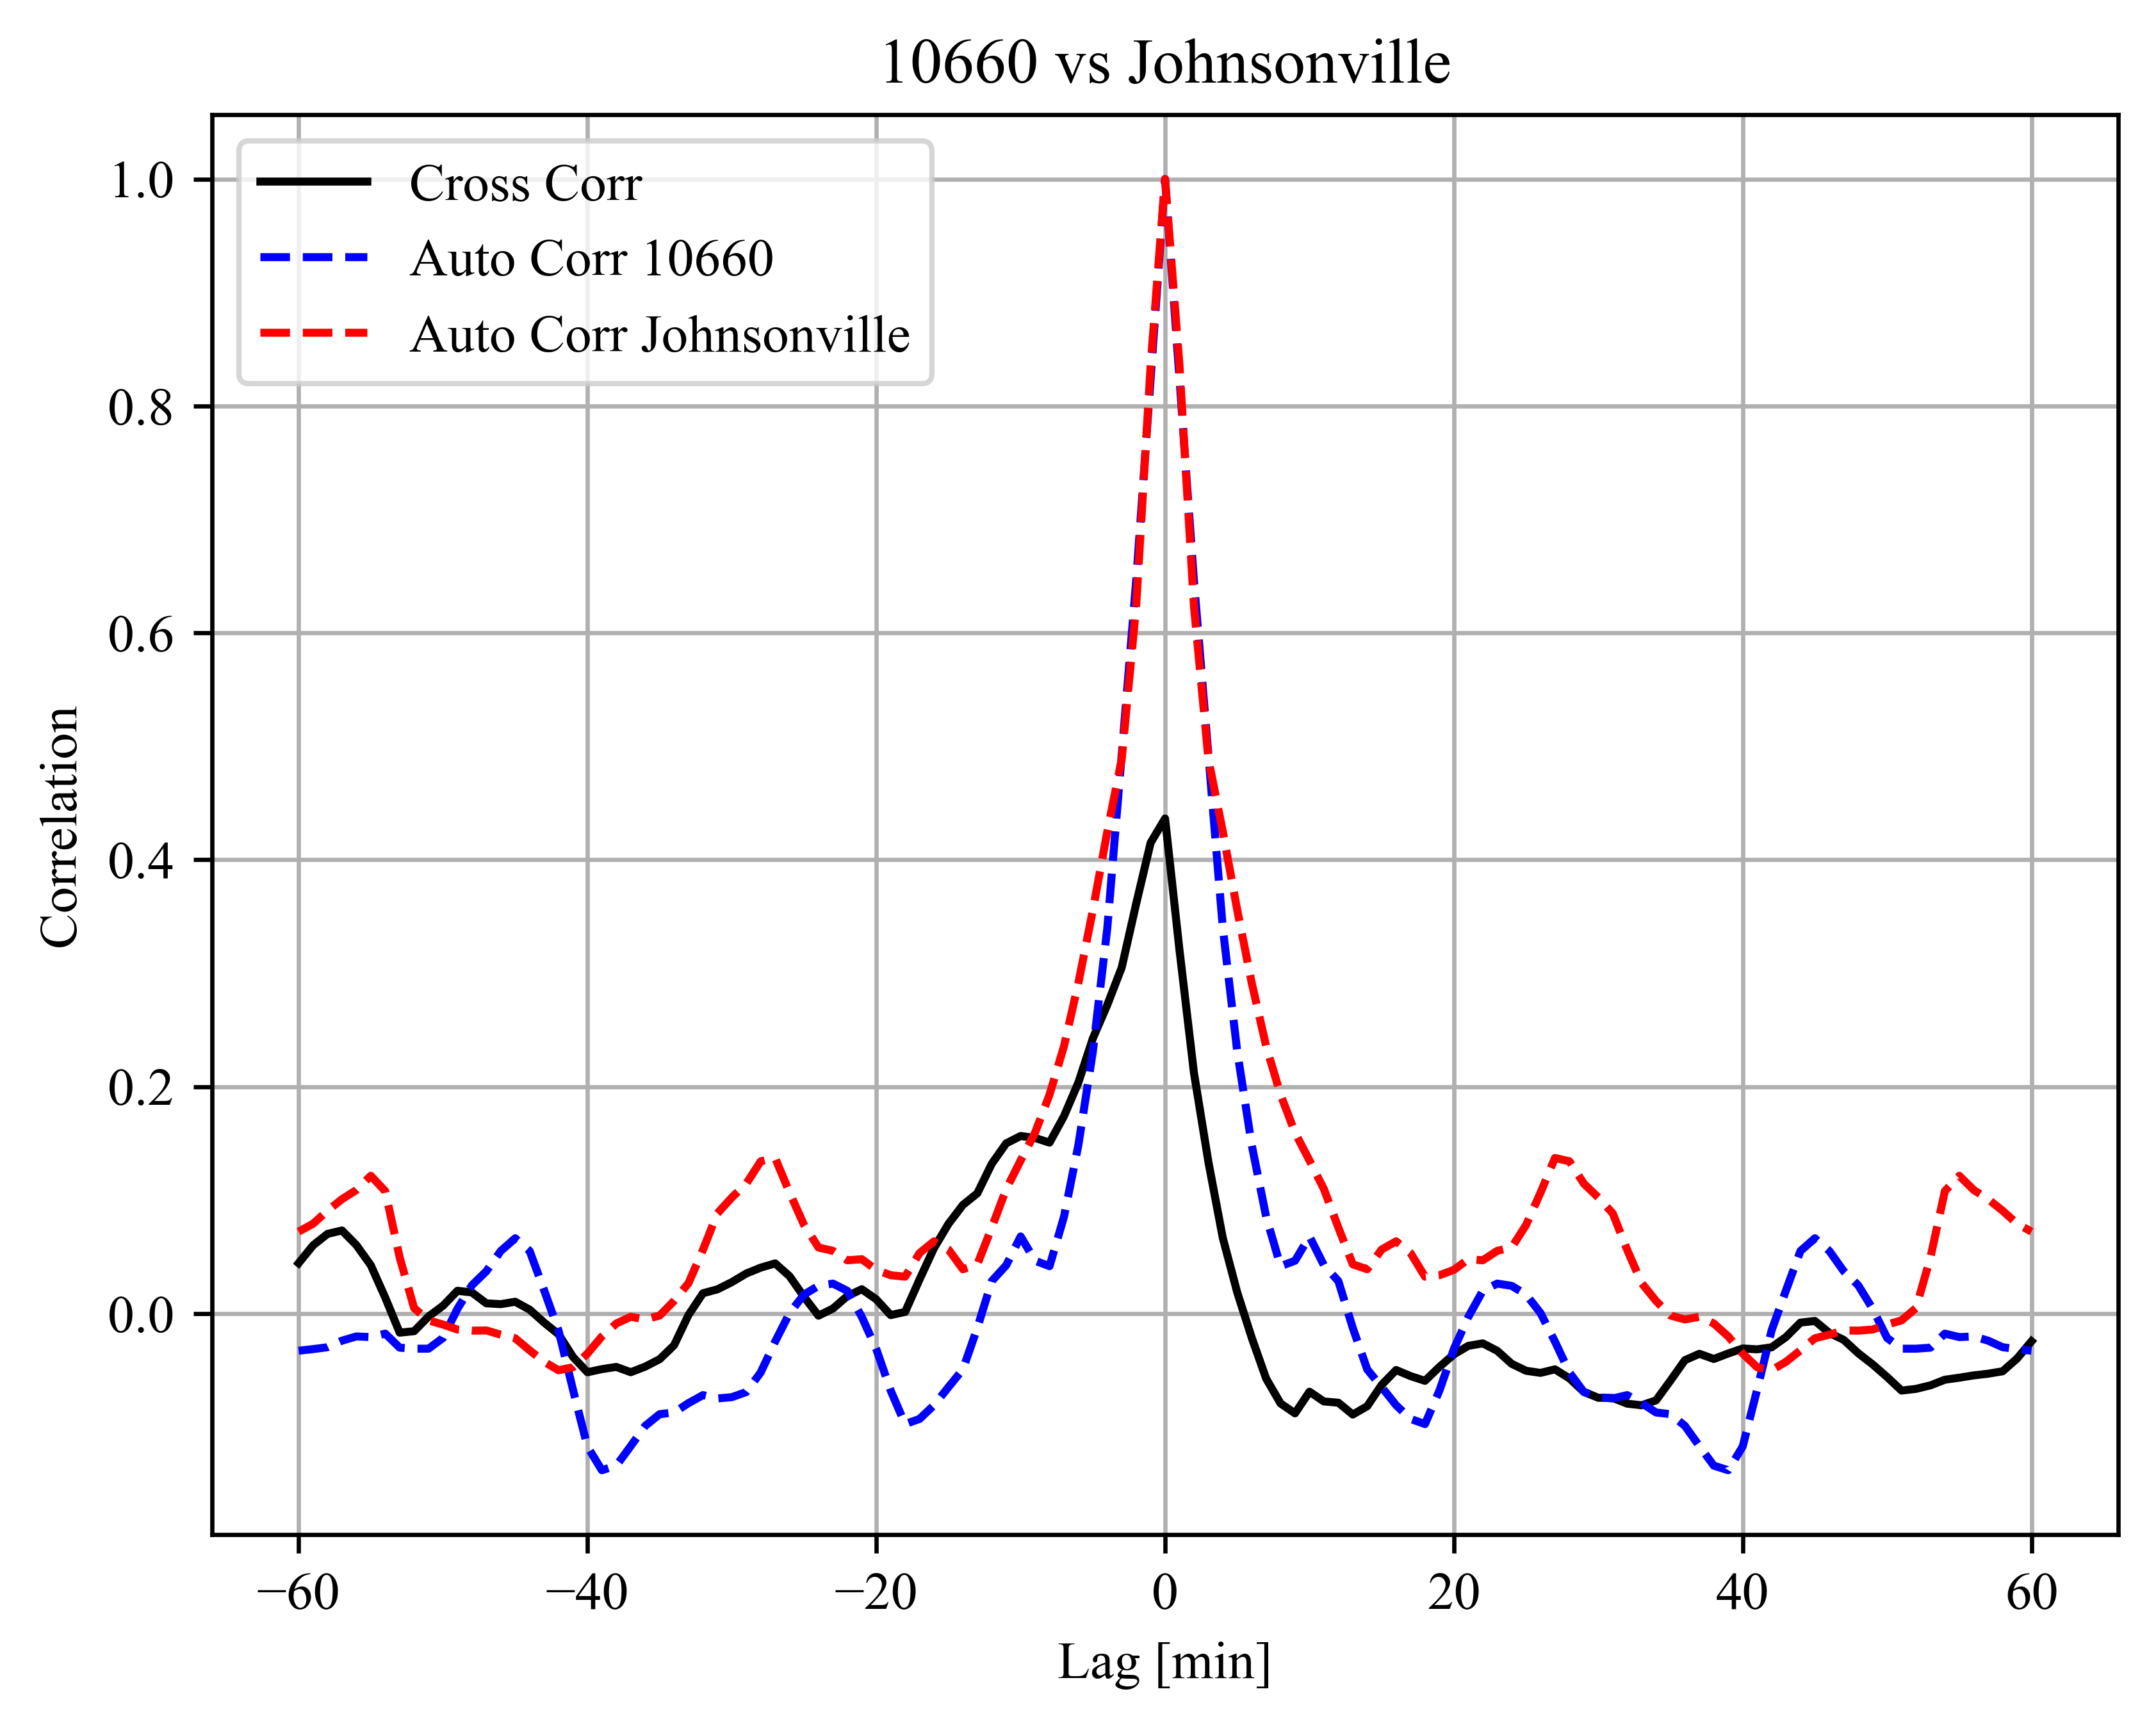 10660 vs Johnsonville
Cross Corr
Auto Corr 10660
Auto Corr Johnsonville
1.0
0.8
0.6
0.4
0.2
0.0
Correlation
−60 −40 −20 0 20 40 60
Lag [min]